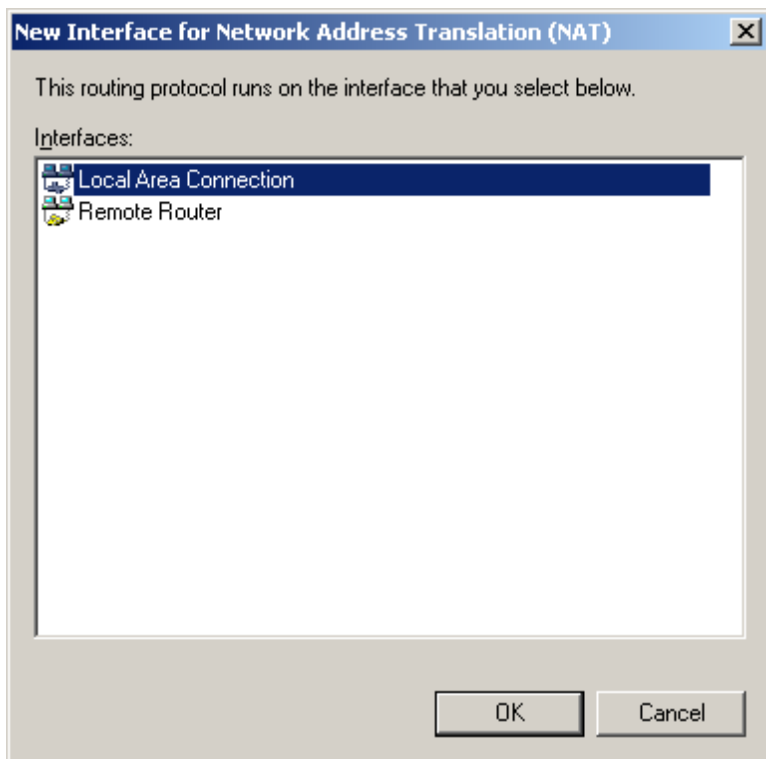 New Interface for Network Address Translation (NAT)
This routing protocol runs on the interface that you select below.
Interfaces:
Local Area Connection
Remote Router
OK
Cancel